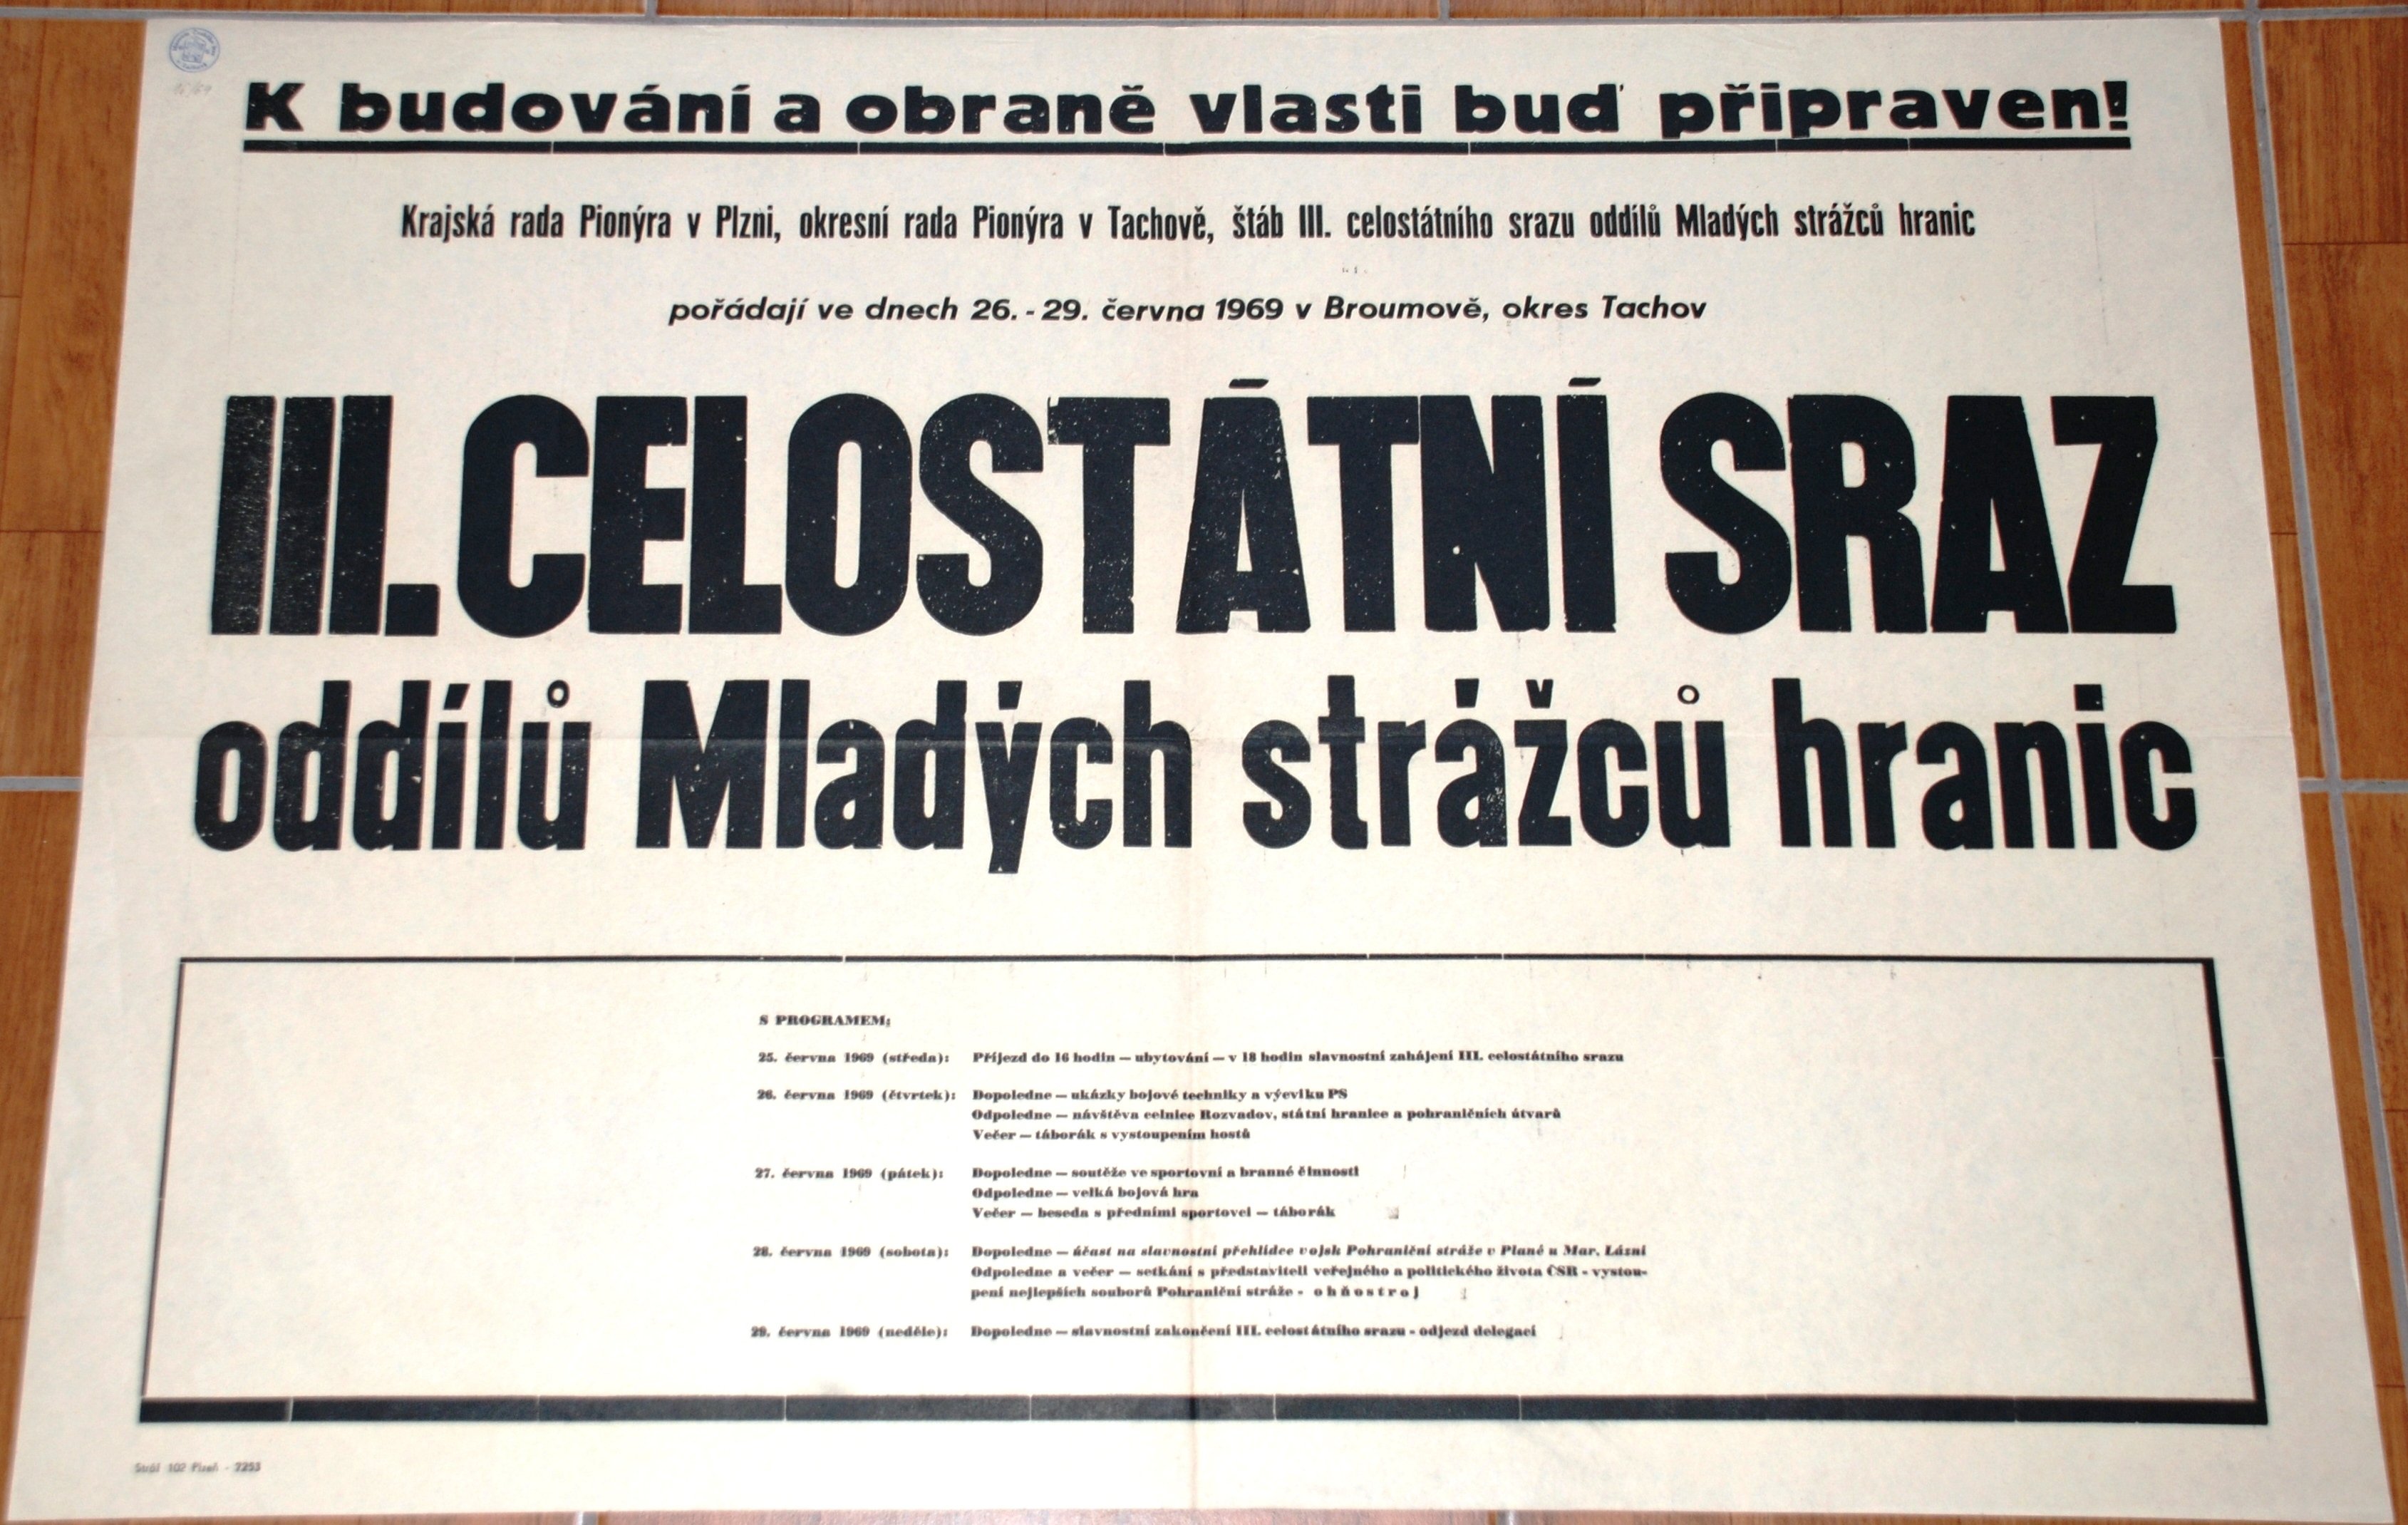 K budování a obraně vlasti buď připraven!
Krajská rada Pionýra v Plzni, okresní rada Pionýra v Tachově, štáb III. celostátního srazu oddílů Mladých strážců hranic
pořádají ve dnech 26. - 29. června 1969 v Broumově, okres Tachov
III. CELOSTÁTNÍ SRAZ
oddílů Mladých strážců hranic
S PROGRAMEM:
25. června 1969 (středa): Příjezd do 16 hodin — ubytování — v 18 hodin slavnostní zahájení III. celostátního srazu
26. června 1969 (čtvrtek): Dopoledne — ukázky bojové techniky a výcviku PS
Odpoledne — návštěva celnice Rozvadov, státní hranice a pohraničních útvarů
Večer — táborák s vystoupením hostů
27. června 1969 (pátek): Dopoledne — soutěže ve sportovní a branné činnosti
Odpoledne — velká bojová hra
Večer — beseda s předními sportovci — táborák
28. června 1969 (sobota): Dopoledne — účast na slavnostní přehlídce vojsk Pohraniční stráže v Plané u Mar. Lázní
Odpoledne a večer — setkání s představiteli veřejného a politického života ČSR - vystou-
pení nejlepších souborů Pohraniční stráže - ohňostroj
29. června 1969 (neděle): Dopoledne — slavnostní zakončení III. celostátního srazu - odjezd delegací
102 Plzeň - 7253